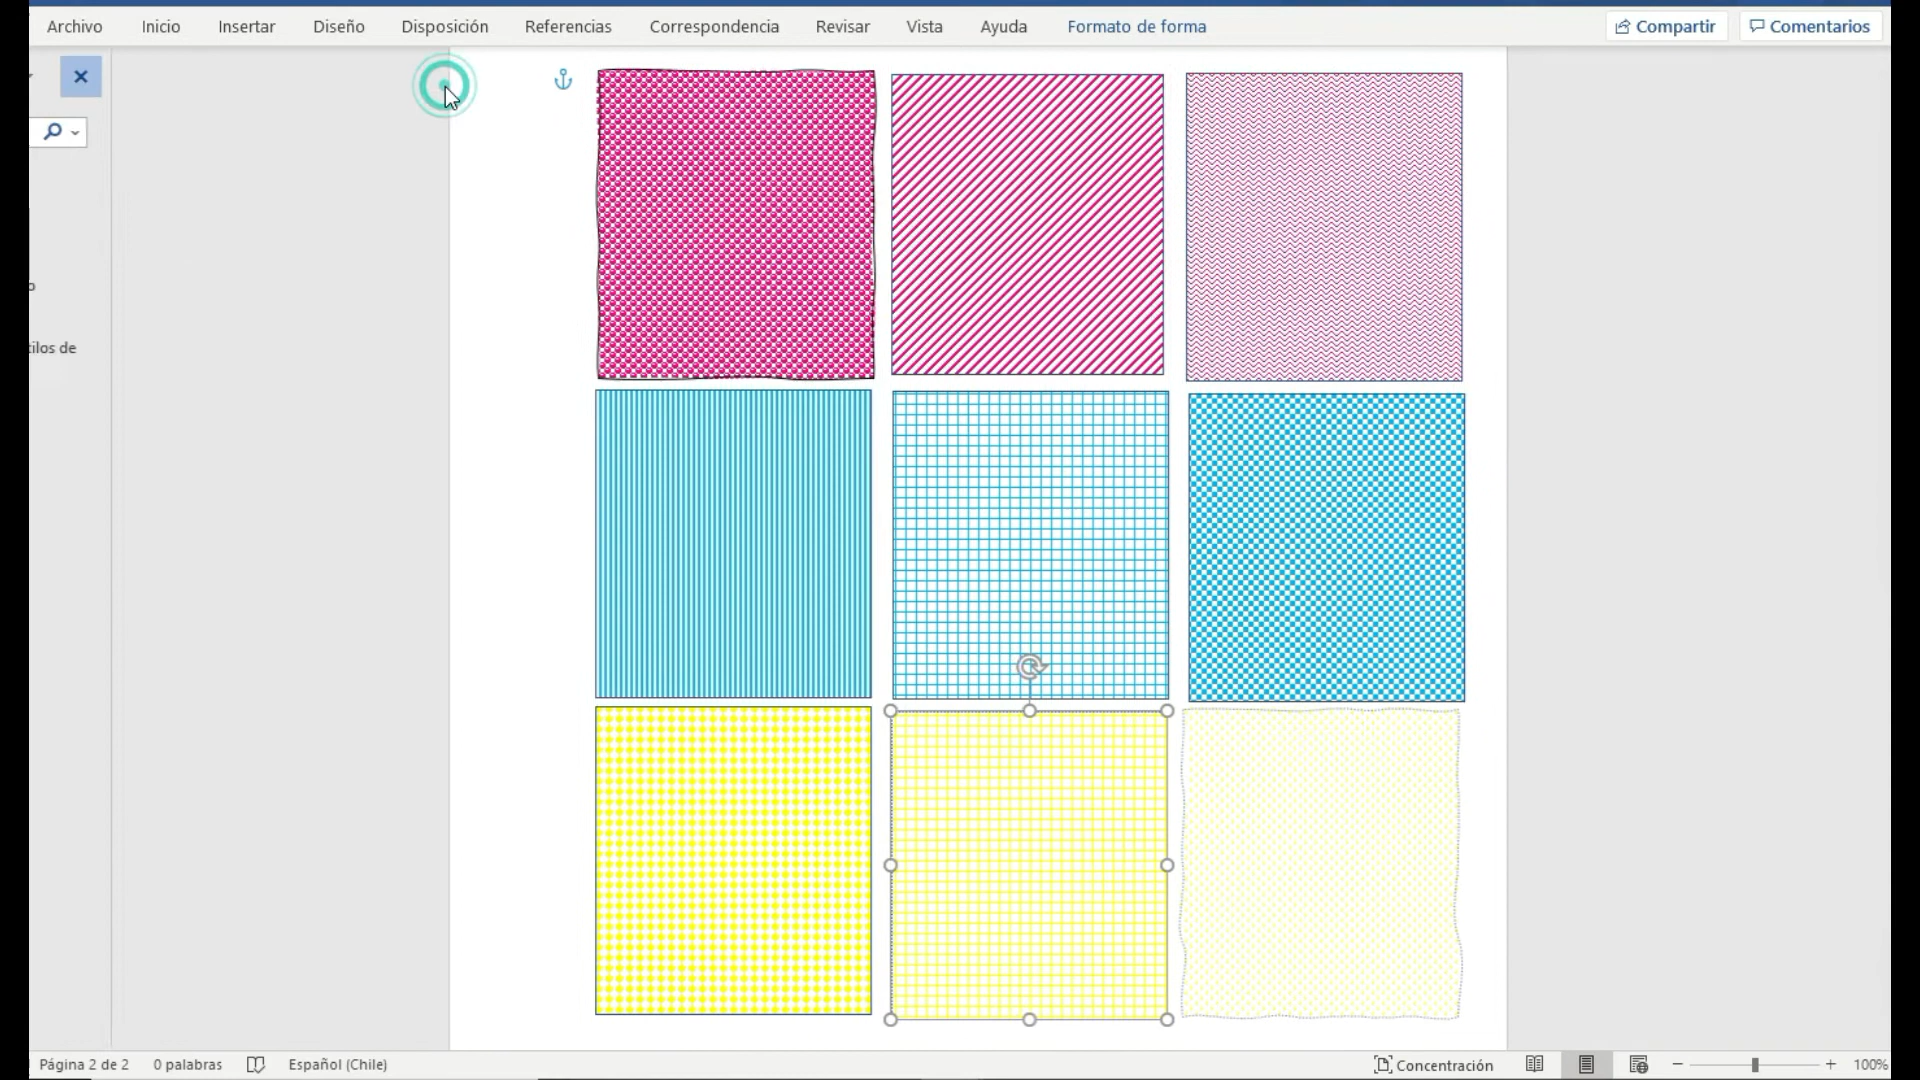 Archivo Inicio Insertar Diseño Disposición Referencias Correspondencia Revisar Vista Ayuda Formato de forma Compartir Comentarios
o
tilos de
Página 2 de 2 0 palabras Español (Chile) Concentración 100%